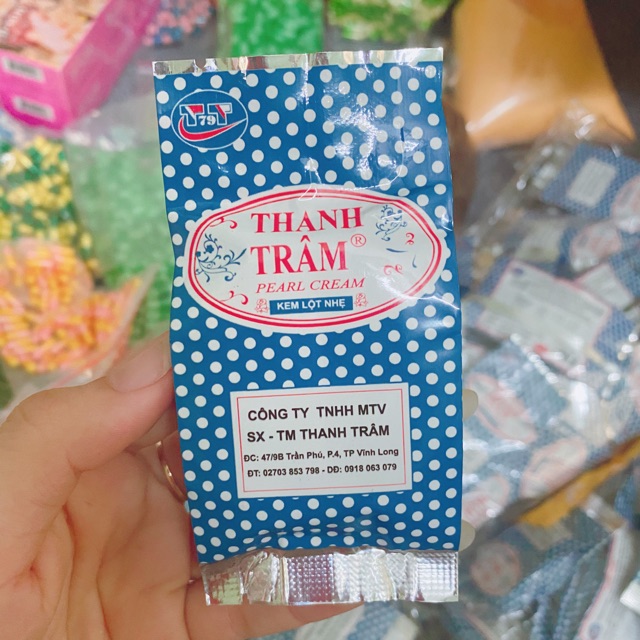 T79T
THANH
TRÂM®
PEARL CREAM
KEM LỘT NHẸ
CÔNG TY TNHH MTV
SX - TM THANH TRÂM
ĐC: 47/9B Trần Phú, P.4, TP Vĩnh Long
ĐT: 02703 853 798 - DĐ: 0918 063 079